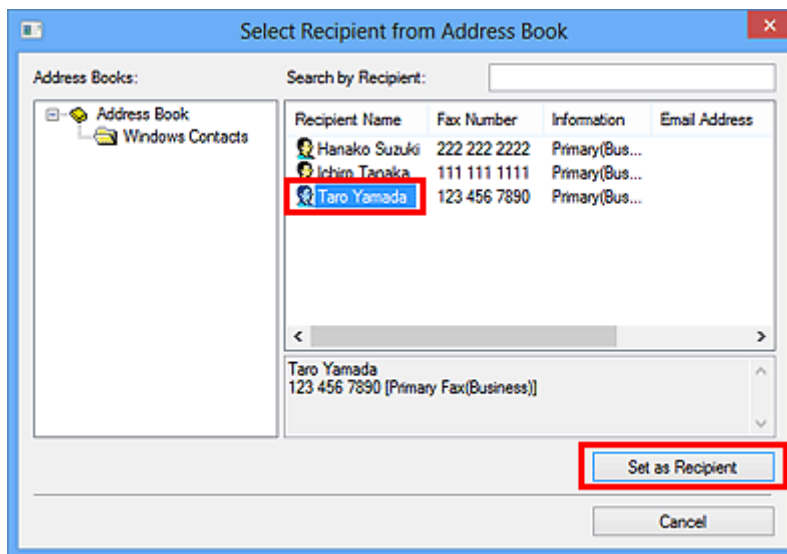 Select Recipient from Address Book
Address Books:
Search by Recipient:
Address Book
Windows Contacts
Recipient Name Fax Number Information Email Address
Hanako Suzuki 222 222 2222 Primary(Bus...
Ichiro Tanaka 111 111 1111 Primary(Bus...
Taro Yamada 123 456 7890 Primary(Bus...
Taro Yamada
123 456 7890 [Primary Fax(Business)]
Set as Recipient
Cancel